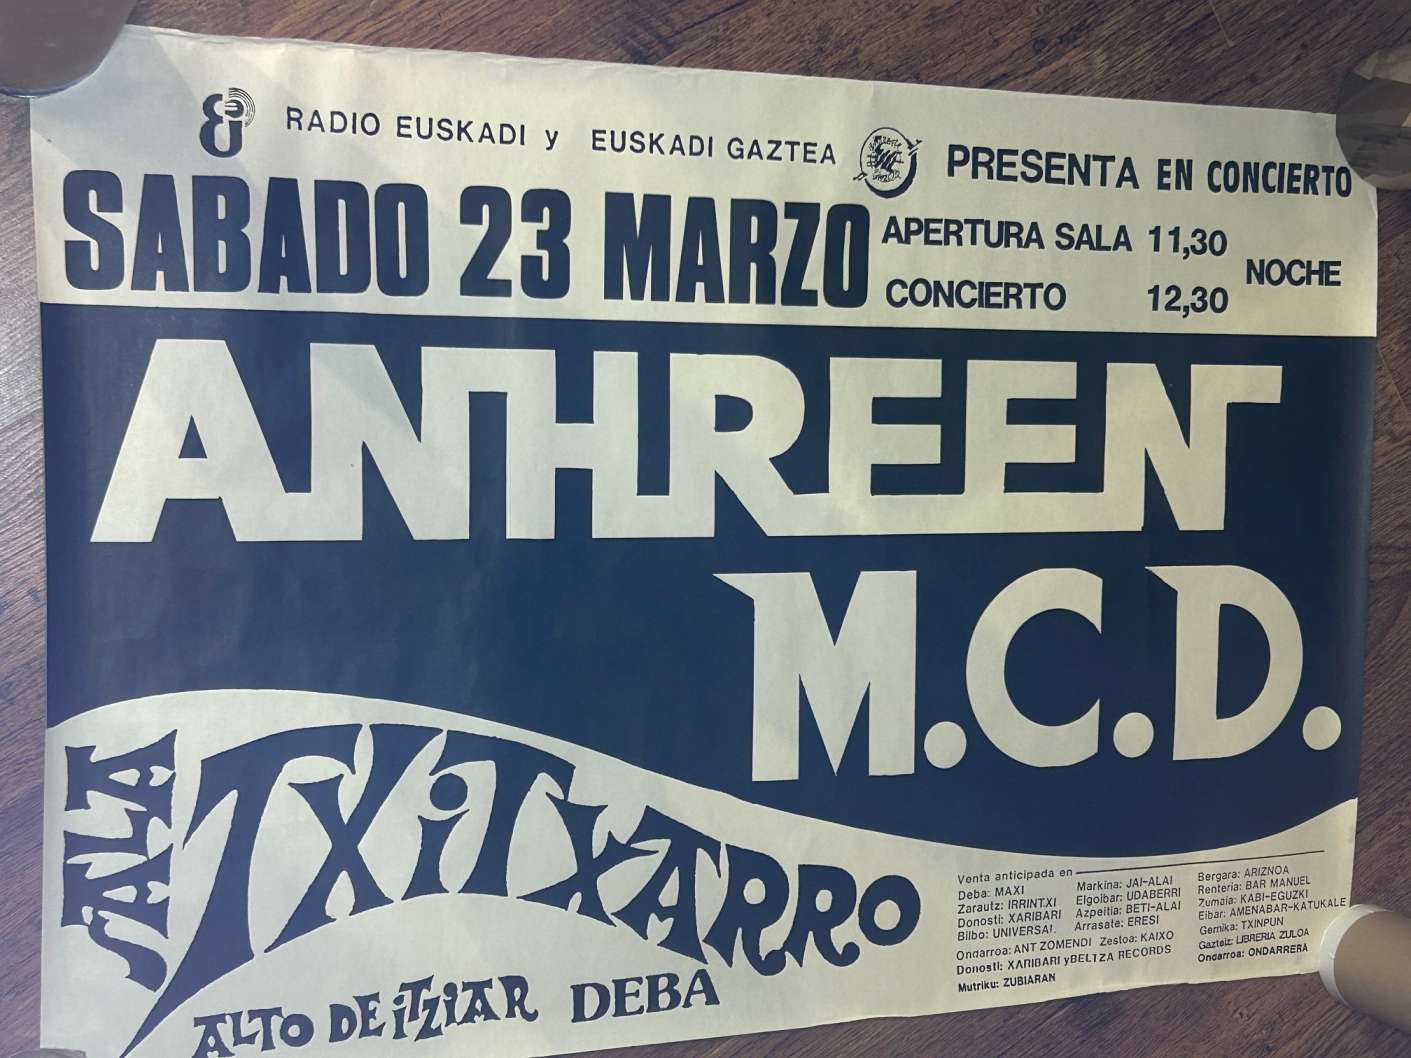 RADIO EUSKADI y EUSKADI GAZTEA PRESENTA EN CONCIERTO
SABADO 23 MARZO
APERTURA SALA 11,30
CONCIERTO 12,30
NOCHE
ANHREEN
M.C.D.
SALA TXITXARRO
ALTO DE iTZiAR DEBA
Venta anticipada en
Deba: MAXI
Zarautz: IRRINTXI
Donosti: XARIBARI
Bilbo: UNIVERSAL
Markina: JAI-ALAI
Elgoibar: UDABERRI
Azpeitia: BETI-ALAI
Arrasate: ERESI
Ondarroa: ANTZOMENDI Zestoa: KAIXO
Donosti: XARIBARI y BELTZA RECORDS
Mutriku: ZUBIARAN
Bergara: ARIZNOA
Renteria: BAR MANUEL
Zumaia: KABI-EGUZKI
Eibar: AMENABAR-KATUKALE
Gernika: TXINPUN
Gazteiz: LIBRERIA ZULOA
Ondarroa: ONDARRERA